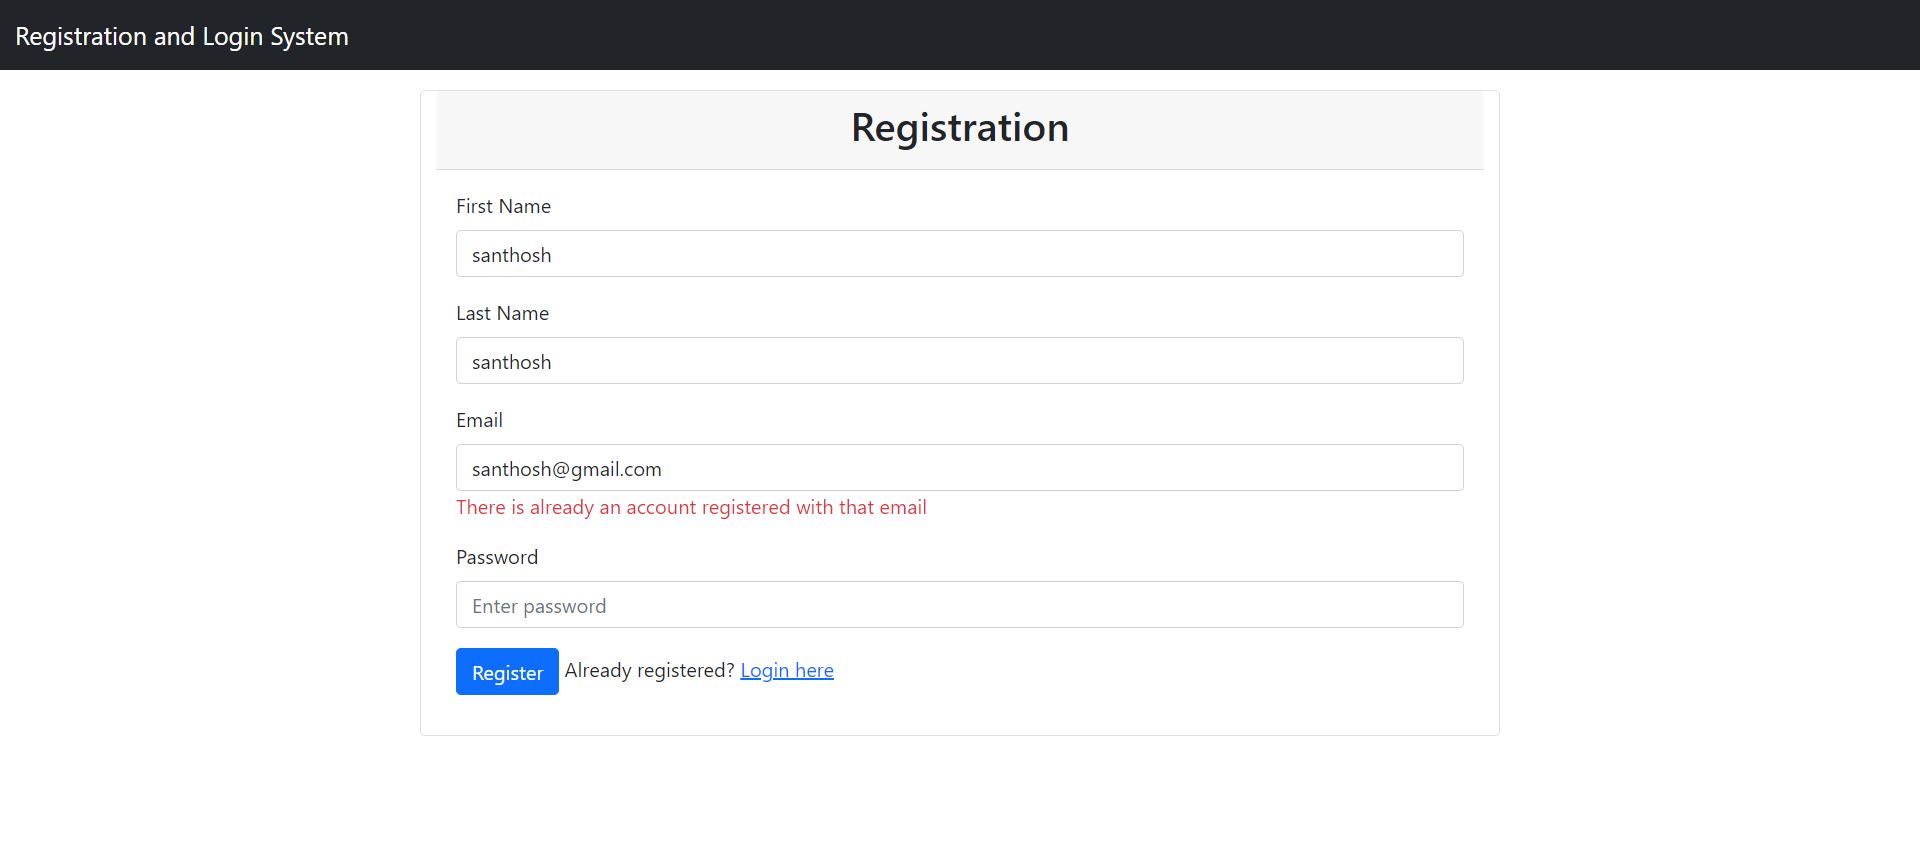 Registration and Login System
Registration
First Name
santhosh
Last Name
santhosh
Email
santhosh@gmail.com
There is already an account registered with that email
Password
Enter password
Register Already registered? Login here